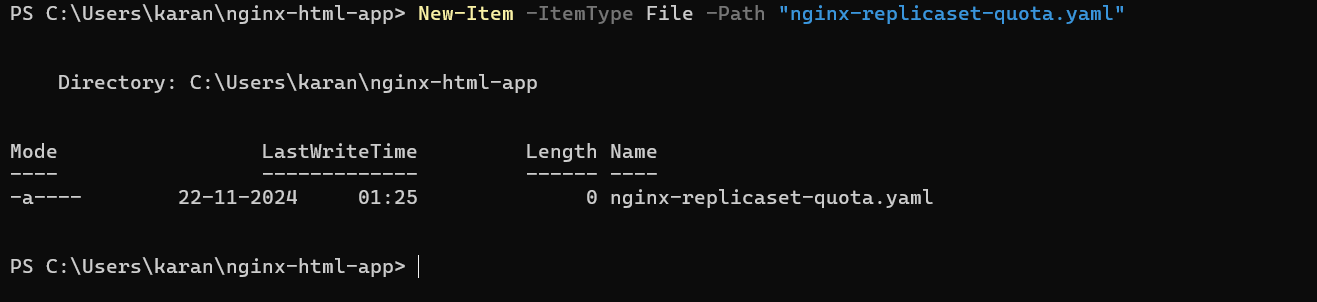 PS C:\Users\karan\nginx-html-app> New-Item -ItemType File -Path "nginx-replicaset-quota.yaml"
Directory: C:\Users\karan\nginx-html-app
Mode                 LastWriteTime         Length Name
----                 -------------         ------ ----
-a----        22-11-2024     01:25              0 nginx-replicaset-quota.yaml
PS C:\Users\karan\nginx-html-app>